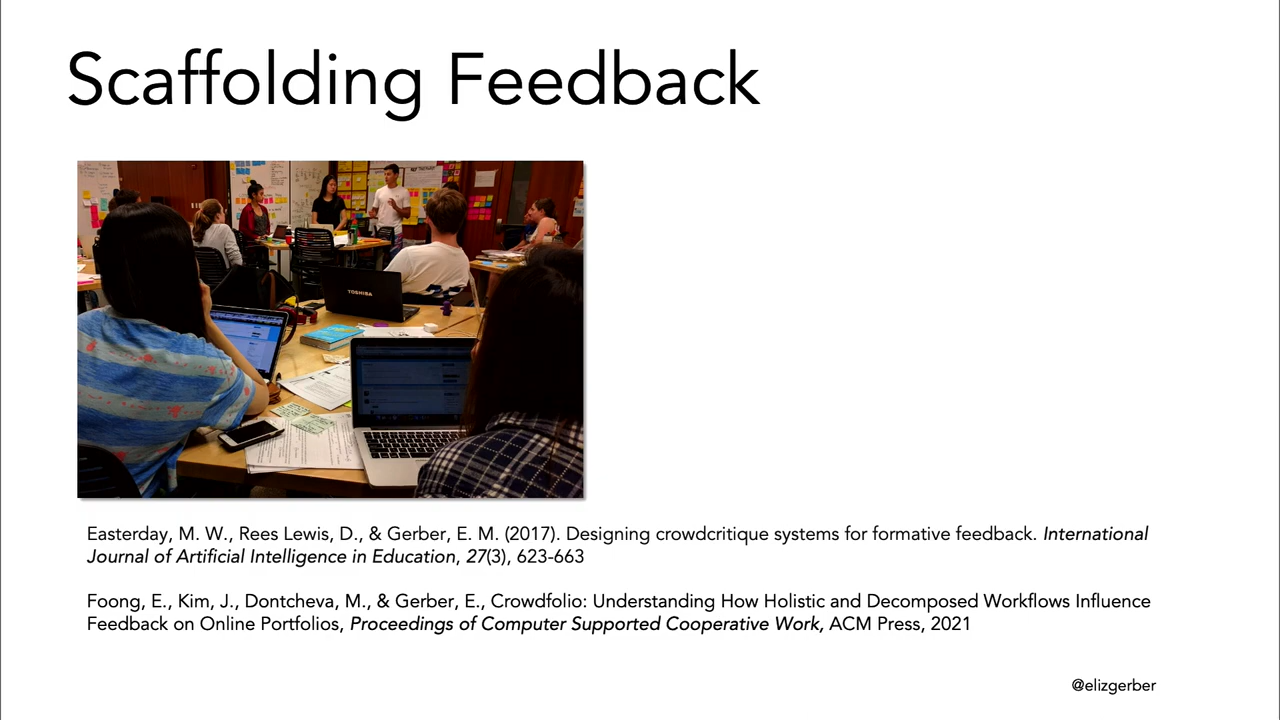 Scaffolding Feedback
TOSHIBA
Easterday, M. W., Rees Lewis, D., & Gerber, E. M. (2017). Designing crowdcritique systems for formative feedback. International
Journal of Artificial Intelligence in Education, 27(3), 623-663
Foong, E., Kim, J., Dontcheva, M., & Gerber, E., Crowdfolio: Understanding How Holistic and Decomposed Workflows Influence
Feedback on Online Portfolios, Proceedings of Computer Supported Cooperative Work, ACM Press, 2021
@elizgerber